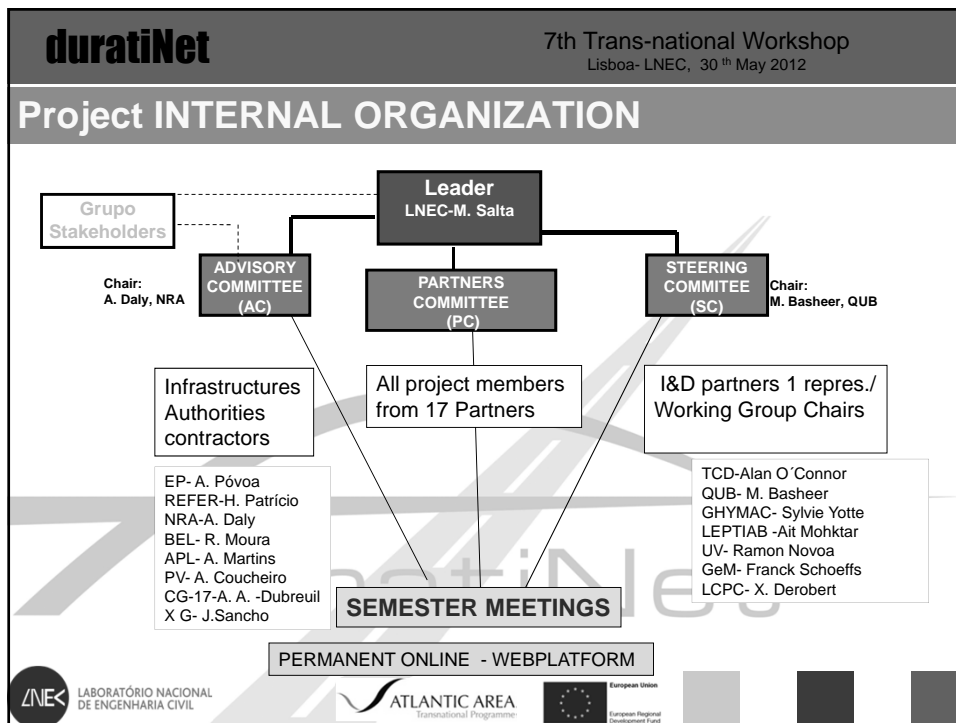 duratiNet
7th Trans-national Workshop
Lisboa- LNEC, 30 th May 2012
Project INTERNAL ORGANIZATION
Leader
LNEC-M. Salta
Grupo
Stakeholders
Chair:
A. Daly, NRA
ADVISORY
COMMITTEE
(AC)
PARTNERS
COMMITTEE
(PC)
STEERING
COMMITEE
(SC)
Chair:
M. Basheer, QUB
Infrastructures
Authorities
contractors
All project members
from 17 Partners
I&D partners 1 repres./
Working Group Chairs
EP- A. Póvoa
REFER-H. Patrício
NRA-A. Daly
BEL- R. Moura
APL- A. Martins
PV- A. Coucheiro
CG-17-A. A. -Dubreuil
X G- J.Sancho
TCD-Alan O´Connor
QUB- M. Basheer
GHYMAC- Sylvie Yotte
LEPTIAB -Ait Mohktar
UV- Ramon Novoa
GeM- Franck Schoeffs
LCPC- X. Derobert
SEMESTER MEETINGS
PERMANENT ONLINE - WEBPLATFORM
LNEC
LABORATÓRIO NACIONAL
DE ENGENHARIA CIVIL
ATLANTIC AREA
Transnational Programme
European Union
European Regional
Development Fund